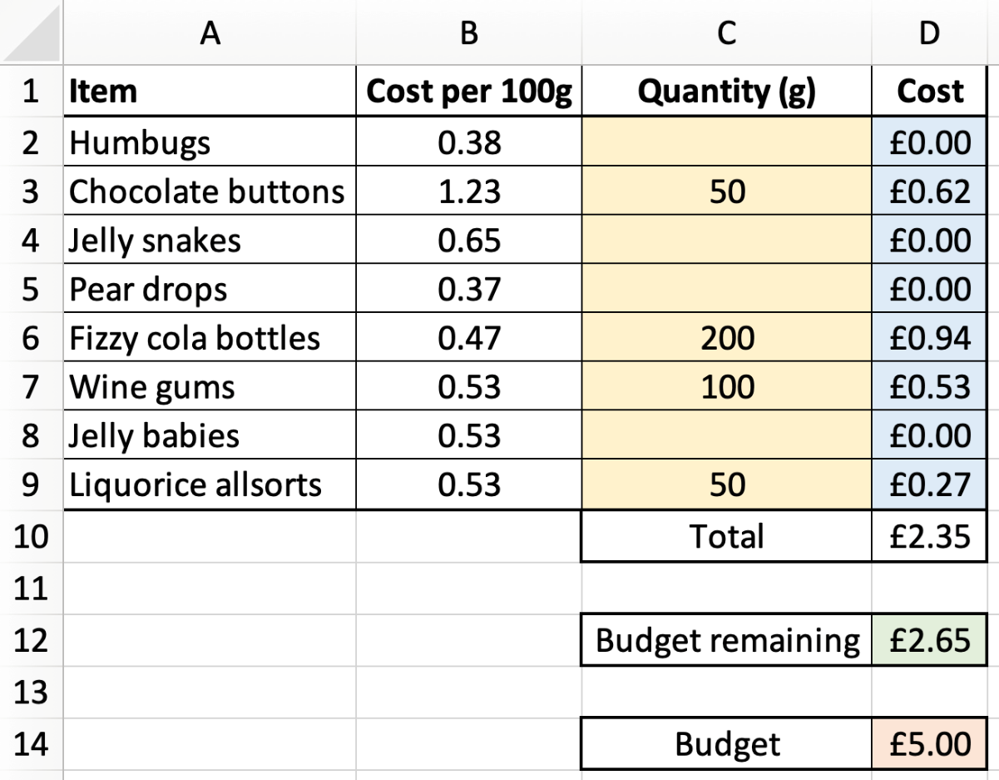 A B C D
1 Item Cost per 100g Quantity (g) Cost
2 Humbugs 0.38 £0.00
3 Chocolate buttons 1.23 50 £0.62
4 Jelly snakes 0.65 £0.00
5 Pear drops 0.37 £0.00
6 Fizzy cola bottles 0.47 200 £0.94
7 Wine gums 0.53 100 £0.53
8 Jelly babies 0.53 £0.00
9 Liquorice allsorts 0.53 50 £0.27
10 Total £2.35
11
12 Budget remaining £2.65
13
14 Budget £5.00